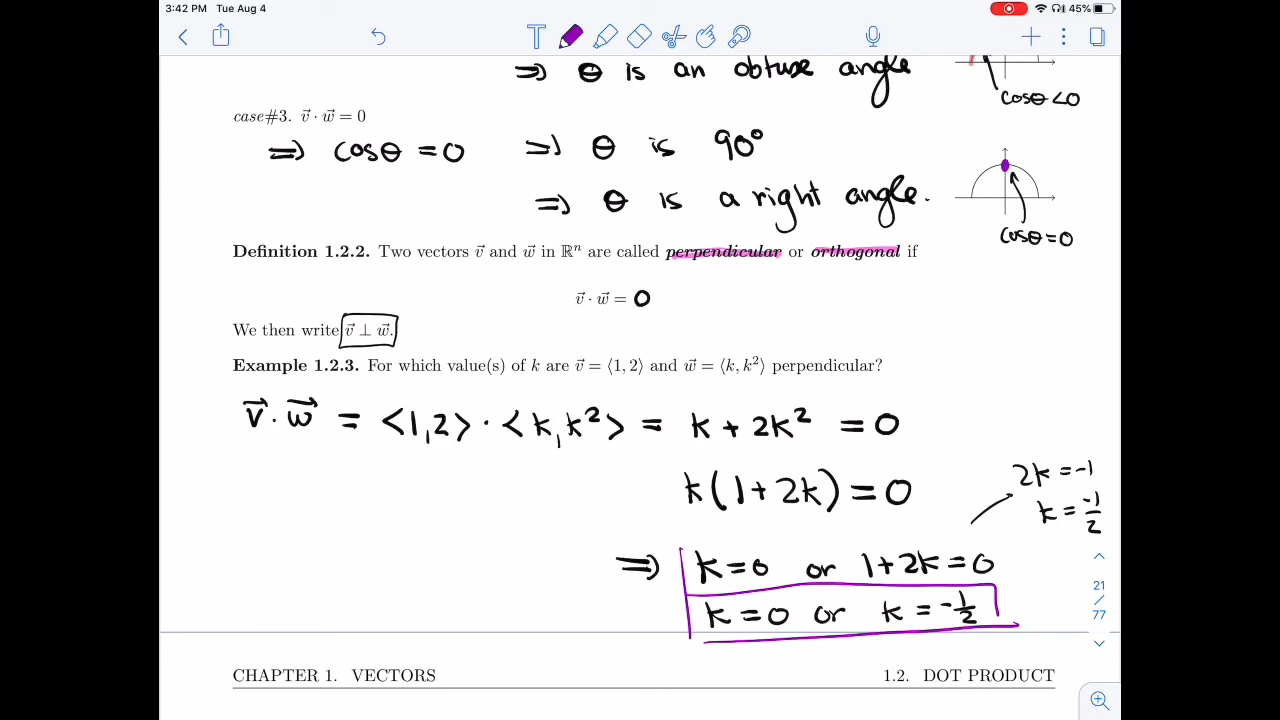 3:42 PM Tue Aug 4
45%
T
⇒ θ is an obtuse angle
cosθ < 0
case#3. v⃗ · w⃗ = 0
⇒ cosθ = 0 ⇒ θ is 90°
⇒ θ is a right angle.
cosθ = 0
Definition 1.2.2. Two vectors v⃗ and w⃗ in ℝⁿ are called perpendicular or orthogonal if
v⃗ · w⃗ = 0
We then write v⃗ ⊥ w⃗.
Example 1.2.3. For which value(s) of k are v⃗ = ⟨1, 2⟩ and w⃗ = ⟨k, k²⟩ perpendicular?
v⃗ · w⃗ = <1,2> · <k,k²> = k + 2k² = 0
k(1+2k) = 0
2k = -1
k = -1/2
⇒ k = 0 or 1+2k = 0
k = 0 or k = -1/2
21
/
77
CHAPTER 1. VECTORS 1.2. DOT PRODUCT